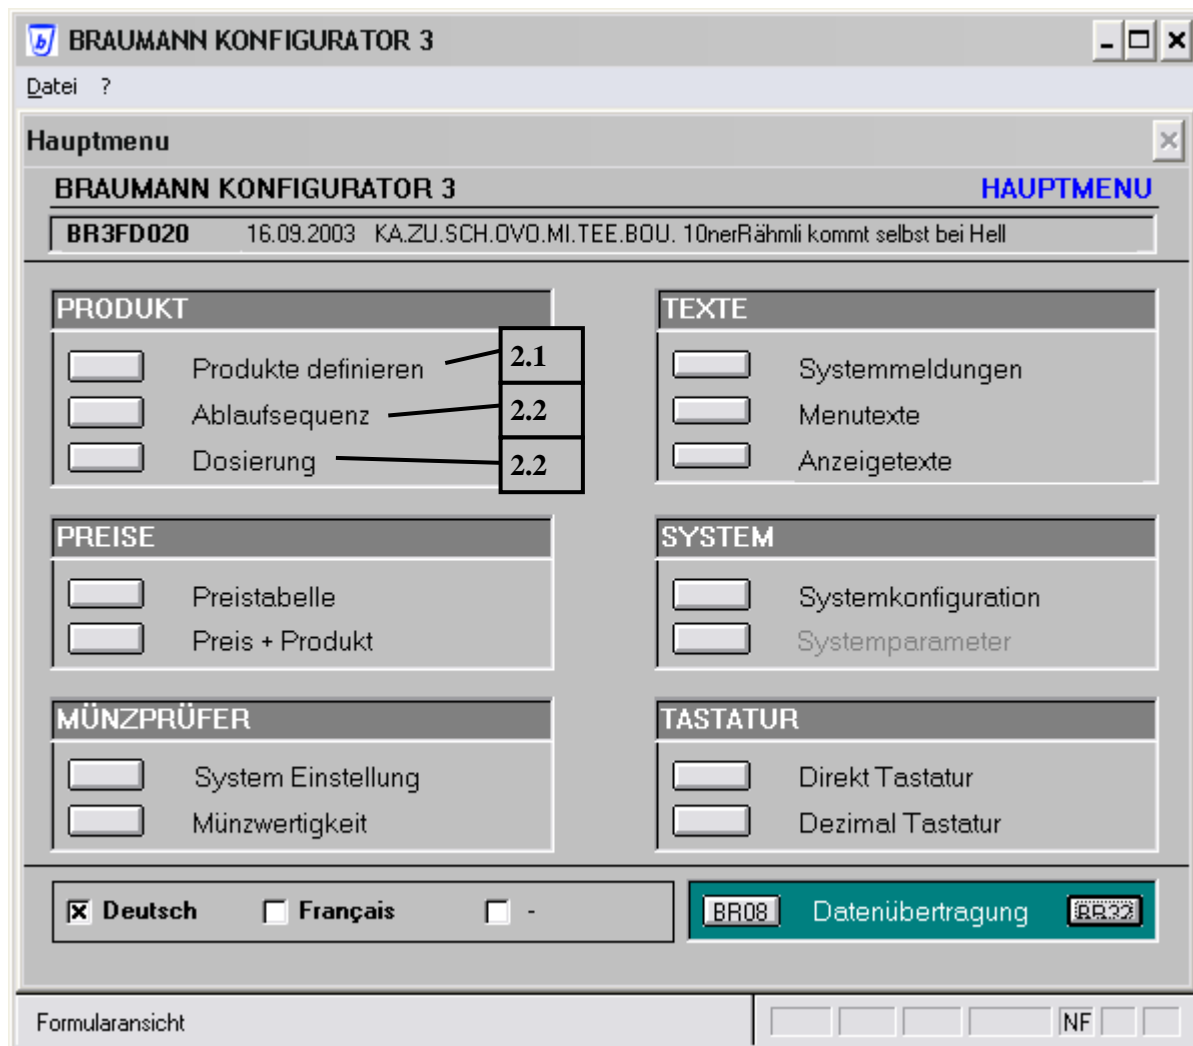 BRAUMANN KONFIGURATOR 3
Datei ?
Hauptmenu
BRAUMANN KONFIGURATOR 3 HAUPTMENU
BR3FD020 16.09.2003 KA.ZU.SCH.OVO.MI.TEE.BOU. 10nerRähmli kommt selbst bei Hell
PRODUKT
Produkte definieren 2.1
Ablaufsequenz 2.2
Dosierung 2.2
TEXTE
Systemmeldungen
Menutexte
Anzeigetexte
PREISE
Preistabelle
Preis + Produkt
SYSTEM
Systemkonfiguration
Systemparameter
MÜNZPRÜFER
System Einstellung
Münzwertigkeit
TASTATUR
Direkt Tastatur
Dezimal Tastatur
Deutsch Français -
BR08 Datenübertragung BR32
Formularansicht NF